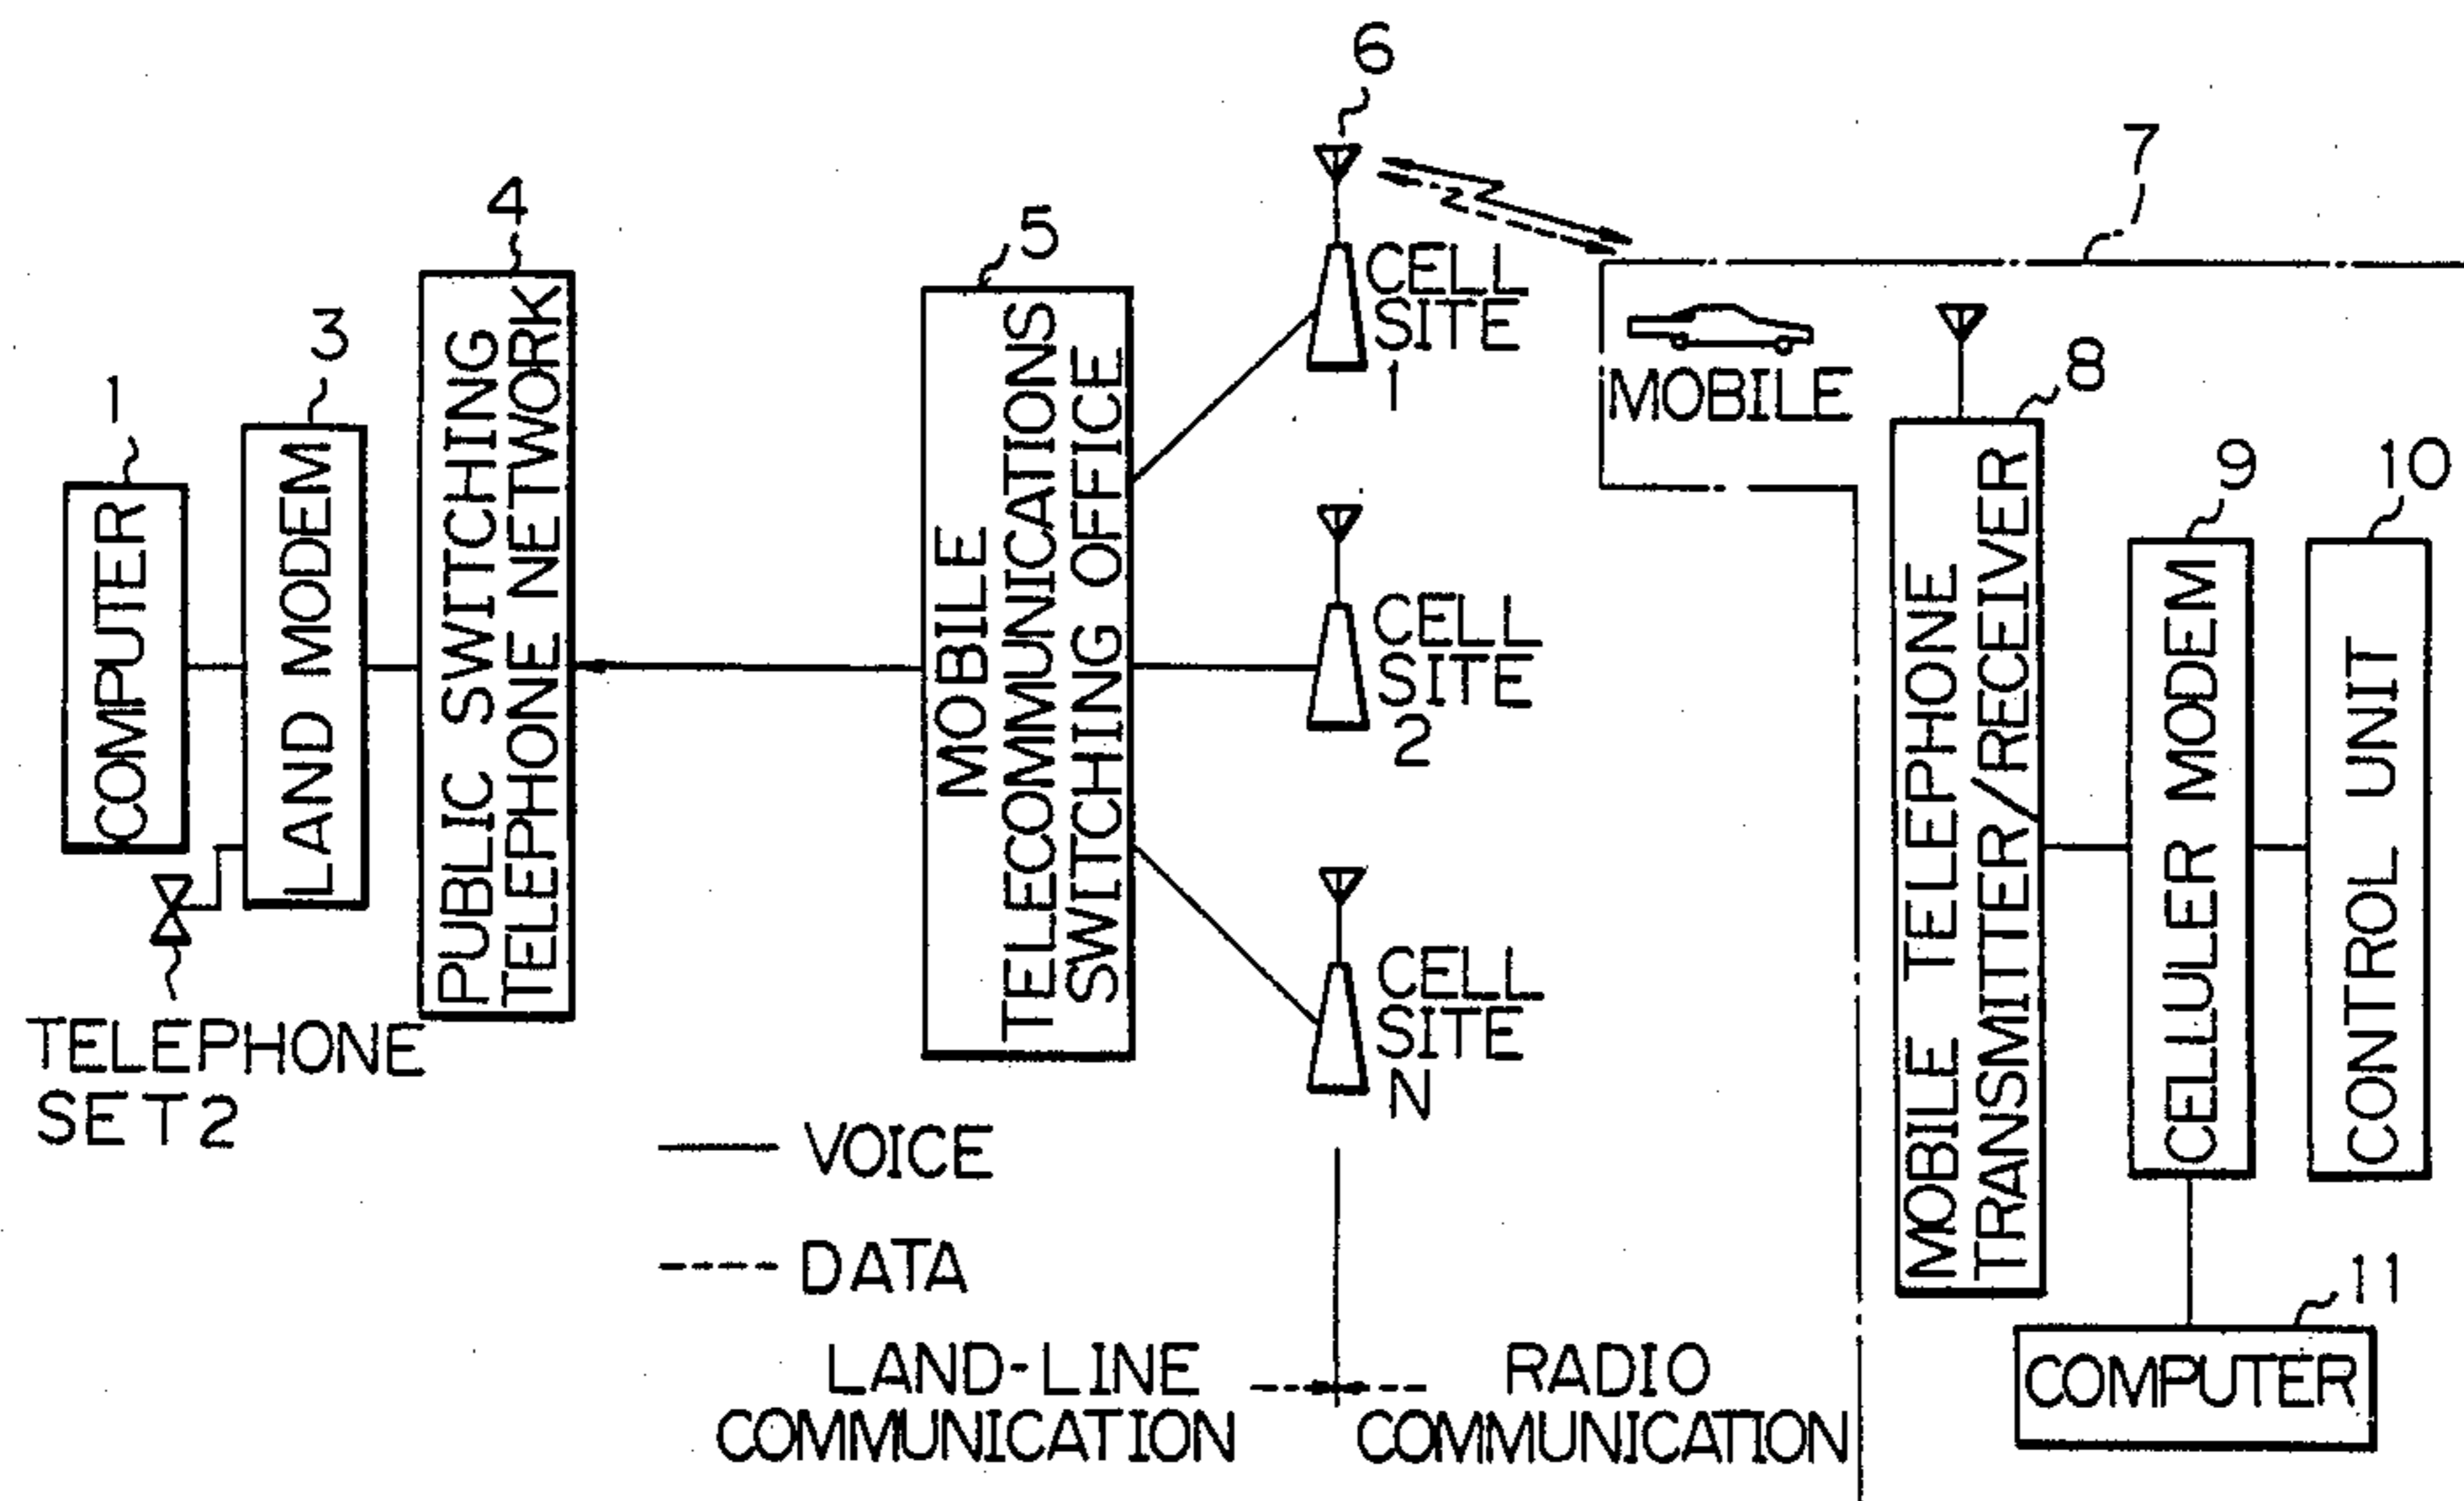 1
COMPUTER
TELEPHONE
SET 2
3
LAND MODEM
4
PUBLIC SWITCHING
TELEPHONE NETWORK
5
MOBILE
TELECOMMUNICATIONS
SWITCHING OFFICE
6
CELL
SITE
1
CELL
SITE
2
CELL
SITE
N
VOICE
DATA
LAND-LINE
COMMUNICATION
RADIO
COMMUNICATION
7
MOBILE
8
MOBILE TELEPHONE
TRANSMITTER/RECEIVER
9
CELLULER MODEM
10
CONTROL UNIT
11
COMPUTER